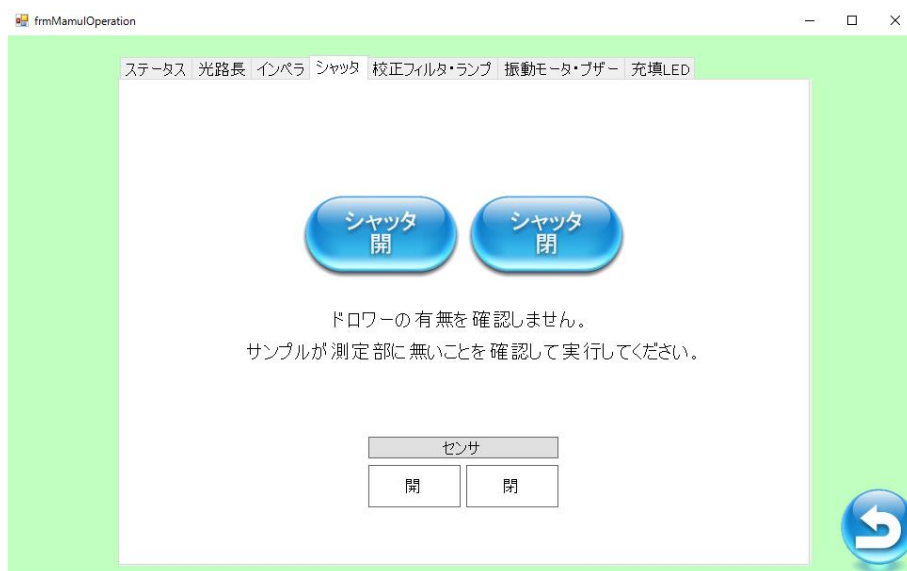 frmMamulOperation
ステータス 光路長 インペラ シャッタ 校正フィルタ・ランプ 振動モータ・ブザー 充填LED
シャッタ 開
シャッタ 閉
ドロワーの有無を確認しません。
サンプルが測定部に無いことを確認して実行してください。
センサ
開 閉